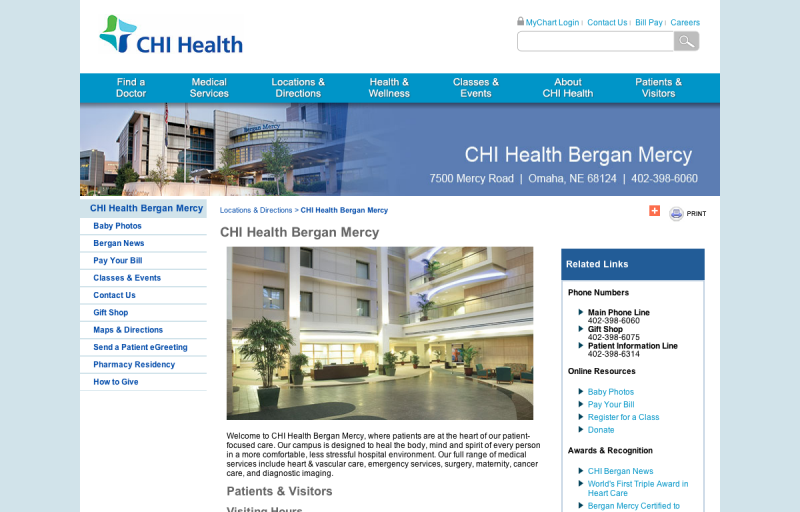 CHI Health
MyChart Login
Contact Us
Bill Pay
Careers
Find a
Doctor
Medical
Services
Locations &
Directions
Health &
Wellness
Classes &
Events
About
CHI Health
Patients &
Visitors
Bergan Mercy
CHI Health Bergan Mercy
7500 Mercy Road | Omaha, NE 68124 | 402-398-6060
CHI Health Bergan Mercy
Baby Photos
Bergan News
Pay Your Bill
Classes & Events
Contact Us
Gift Shop
Maps & Directions
Send a Patient eGreeting
Pharmacy Residency
How to Give
Locations & Directions > CHI Health Bergan Mercy
PRINT
CHI Health Bergan Mercy
Welcome to CHI Health Bergan Mercy, where patients are at the heart of our patient-
focused care. Our campus is designed to heal the body, mind and spirit of every person
in a more comfortable, less stressful hospital environment. Our full range of medical
services include heart & vascular care, emergency services, surgery, maternity, cancer
care, and diagnostic imaging.
Patients & Visitors
Visiting Hours
Related Links
Phone Numbers
Main Phone Line
402-398-6060
Gift Shop
402-398-6075
Patient Information Line
402-398-6314
Online Resources
Baby Photos
Pay Your Bill
Register for a Class
Donate
Awards & Recognition
CHI Bergan News
World's First Triple Award in
Heart Care
Bergan Mercy Certified to